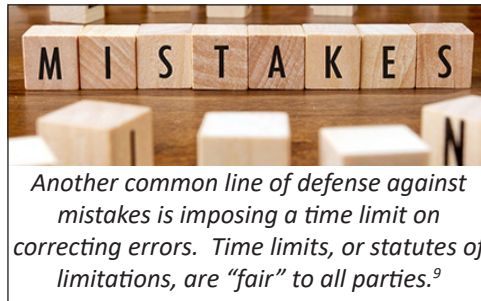 MISTAKES
N
Another common line of defense against
mistakes is imposing a time limit on
correcting errors.  Time limits, or statutes of
limitations, are “fair” to all parties.⁹